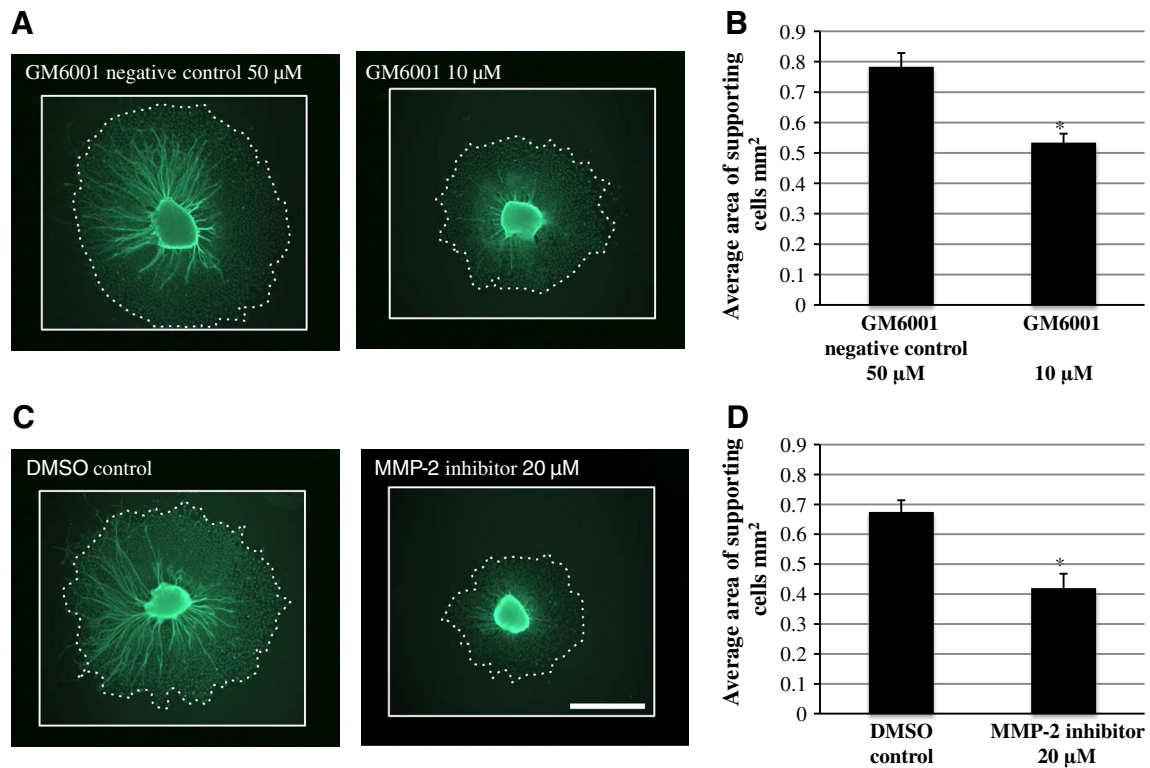 A
GM6001 negative control 50 µM
GM6001 10 µM
B
Average area of supporting
cells mm²
0.9
0.8
0.7
0.6
0.5
0.4
0.3
0.2
0.1
0
*
GM6001
negative control
50 µM
GM6001
10 µM
C
DMSO control
MMP-2 inhibitor 20 µM
D
Average area of supporting
cells mm²
0.9
0.8
0.7
0.6
0.5
0.4
0.3
0.2
0.1
0
*
DMSO
control
MMP-2 inhibitor
20 µM